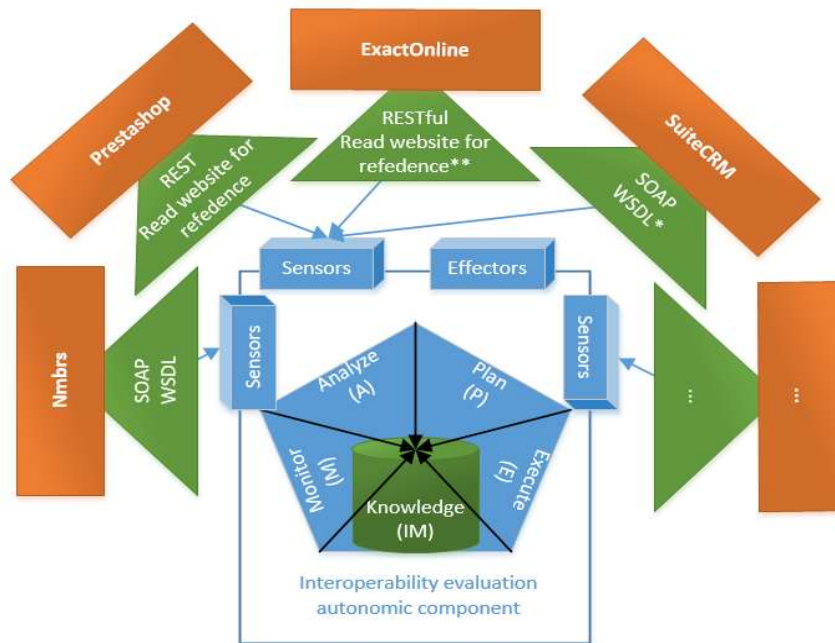 ExactOnline
Prestashop
SuiteCRM
RESTful
Read website for
refedence**
REST
Read website for
refedence
SOAP
WSDL*
Sensors
Effectors
Nmbrs
SOAP
WSDL
Sensors
Sensors
...
...
Analyze
(A)
Plan
(P)
Monitor
(M)
Execute
(E)
Knowledge
(IM)
Interoperability evaluation
autonomic component